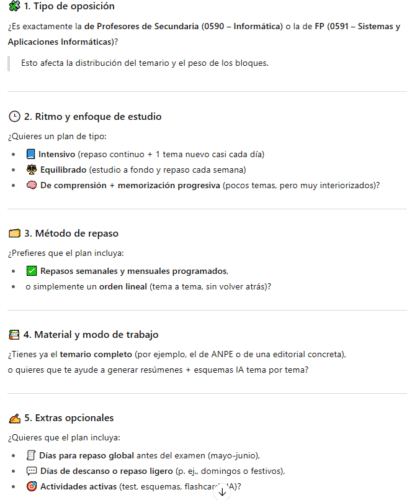 🧩 1. Tipo de oposición
¿Es exactamente la de Profesores de Secundaria (0590 – Informática) o la de FP (0591 – Sistemas y
Aplicaciones Informáticas)?
Esto afecta la distribución del temario y el peso de los bloques.
🕒 2. Ritmo y enfoque de estudio
¿Quieres un plan de tipo:
• 📘 Intensivo (repaso continuo + 1 tema nuevo casi cada día)
• Equilibrado (estudio a fondo y repaso cada semana)
• 🧠 De comprensión + memorización progresiva (pocos temas, pero muy interiorizados)?
🗂️ 3. Método de repaso
¿Prefieres que el plan incluya:
• ✅ Repasos semanales y mensuales programados,
• o simplemente un orden lineal (tema a tema, sin volver atrás)?
📚 4. Material y modo de trabajo
¿Tienes ya el temario completo (por ejemplo, el de ANPE o de una editorial concreta),
o quieres que te ayude a generar resúmenes + esquemas IA tema por tema?
✍️ 5. Extras opcionales
¿Quieres que el plan incluya:
• 🧾 Días para repaso global antes del examen (mayo-junio),
• 💬 Días de descanso o repaso ligero (p. ej., domingos o festivos),
• 🎯 Actividades activas (test, esquemas, flashcards IA)?